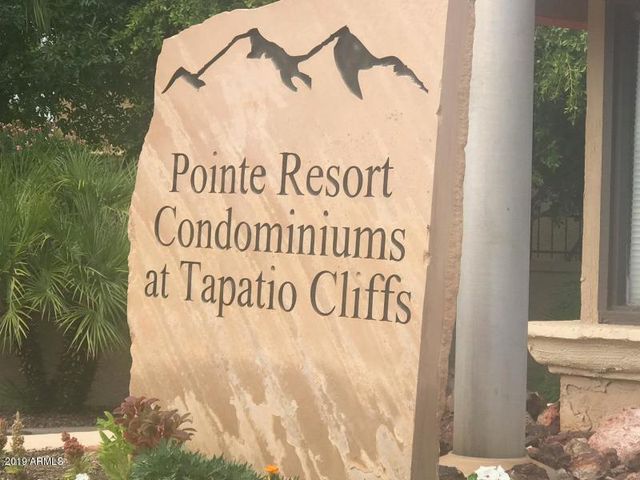 Pointe Resort
Condominiums
at Tapatio Cliffs
2019 ARMLS